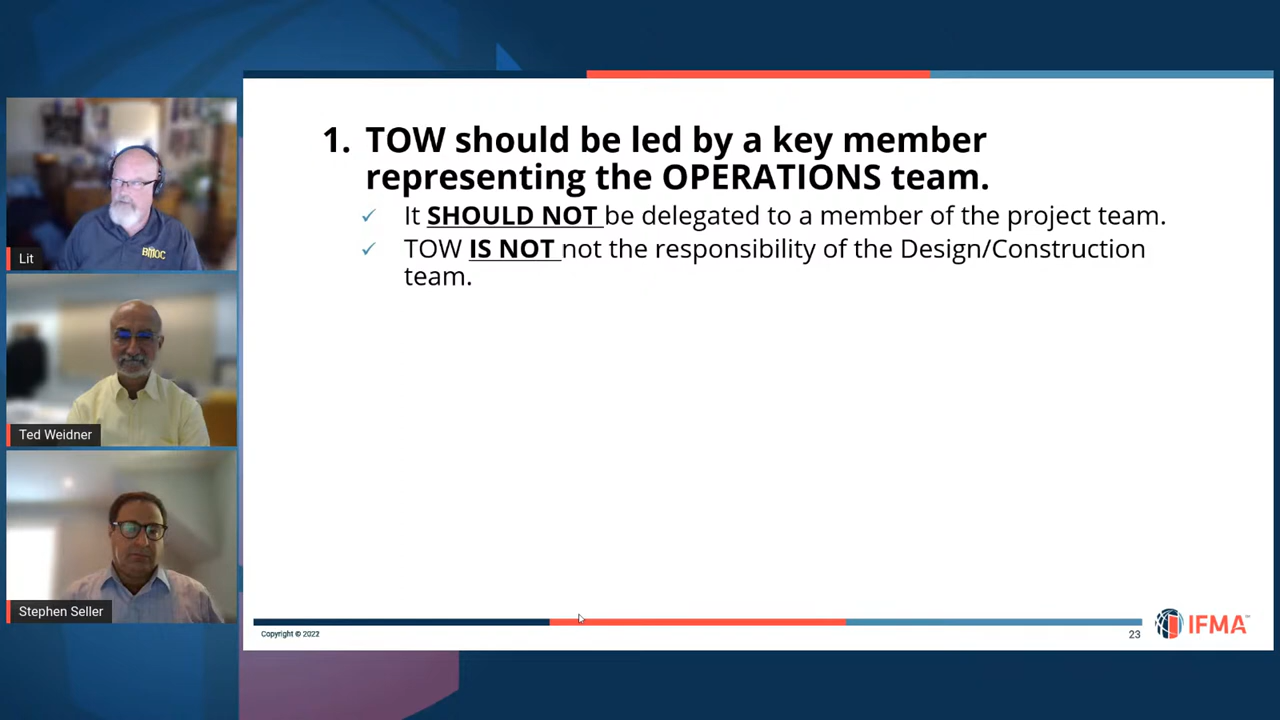 1. TOW should be led by a key member
representing the OPERATIONS team.
✓ It SHOULD NOT be delegated to a member of the project team.
✓ TOW IS NOT not the responsibility of the Design/Construction
team.
BMOC
Lit
Ted Weidner
Stephen Seller
Copyright © 2022
23
IFMA™